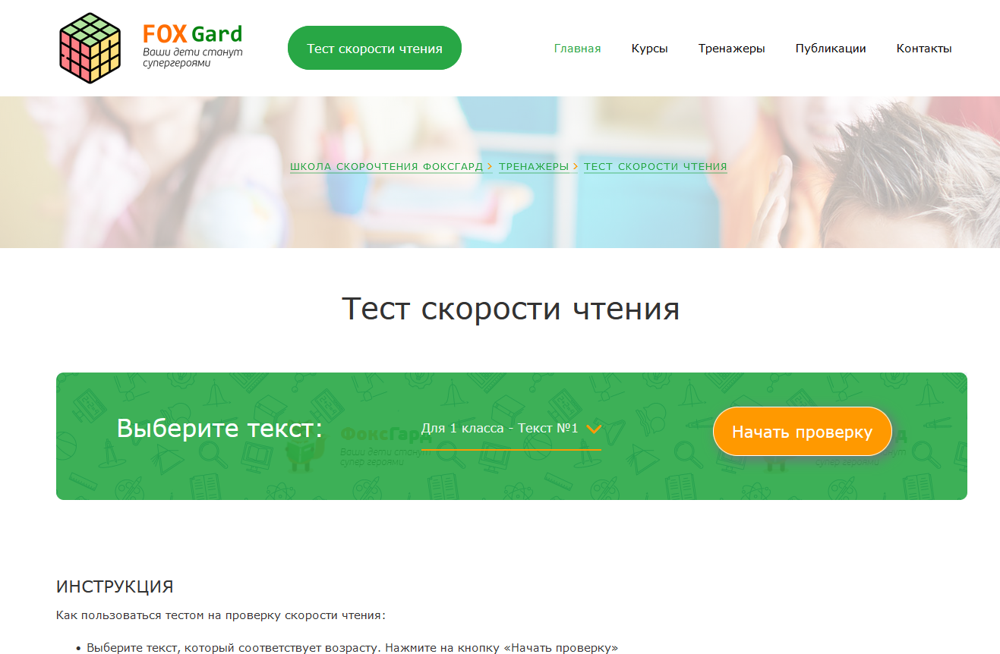 FOX Gard
Ваши дети станут
супергероями
Тест скорости чтения
Главная
Курсы
Тренажеры
Публикации
Контакты
ШКОЛА СКОРОЧТЕНИЯ ФОКСГАРД > ТРЕНАЖЕРЫ > ТЕСТ СКОРОСТИ ЧТЕНИЯ
Тест скорости чтения
Выберите текст:
Для 1 класса - Текст №1
Начать проверку
ФоксГард
Ваши дети станут
супер героями
ИНСТРУКЦИЯ
Как пользоваться тестом на проверку скорости чтения:
• Выберите текст, который соответствует возрасту. Нажмите на кнопку «Начать проверку»